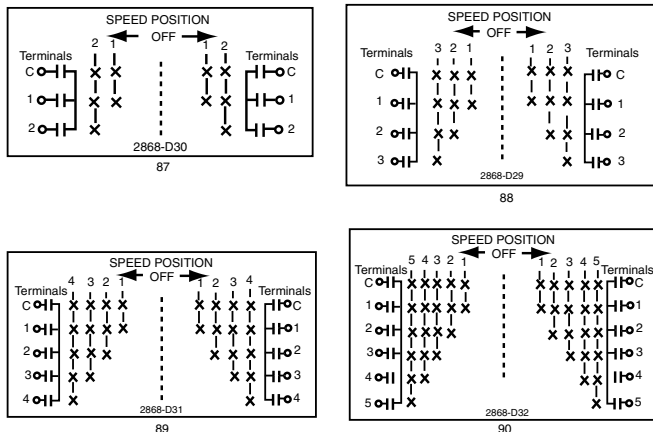 SPEED POSITION
OFF
2 1 1 2
Terminals Terminals
C X X X X C
1 X X X X 1
2 X X 2
2868-D30
87
SPEED POSITION
OFF
3 2 1 1 2 3
Terminals Terminals
C X X X X X X C
1 X X X X X X 1
2 X X X X 2
3 X X 3
2868-D29
88
SPEED POSITION
OFF
4 3 2 1 1 2 3 4
Terminals Terminals
C X X X X X X X X C
1 X X X X X X X X 1
2 X X X X X X 2
3 X X X X 3
4 X X 4
2868-D31
89
SPEED POSITION
OFF
5 4 3 2 1 1 2 3 4 5
Terminals Terminals
C X X X X X X X X X X C
1 X X X X X X X X X X 1
2 X X X X X X X X 2
3 X X X X X X 3
4 X X X X 4
5 X X 5
2868-D32
90